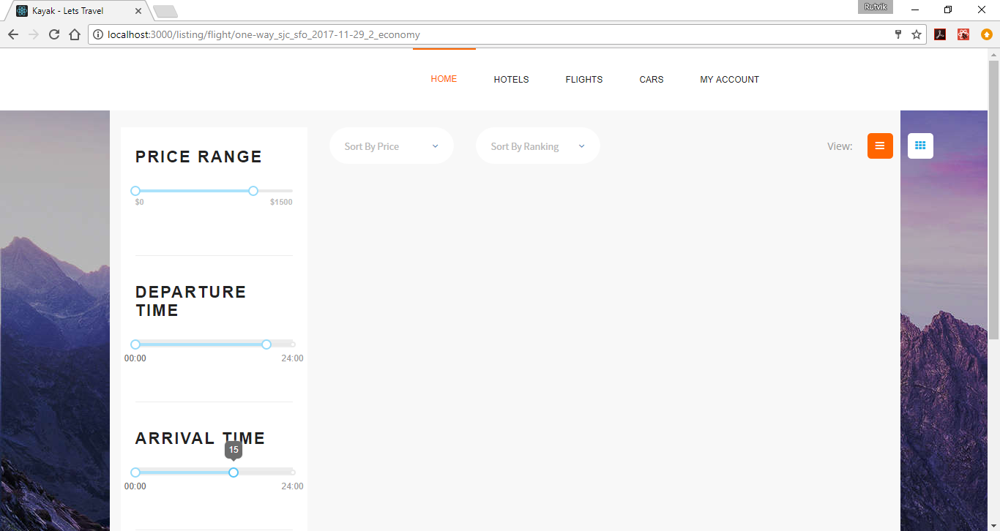 Kayak - Lets Travel
Rutvik
localhost:3000/listing/flight/one-way_sjc_sfo_2017-11-29_2_economy
HOME HOTELS FLIGHTS CARS MY ACCOUNT
PRICE RANGE
$0 $1500
DEPARTURE
TIME
00:00 24:00
ARRIVAL TIME
15
00:00 24:00
Sort By Price Sort By Ranking View: